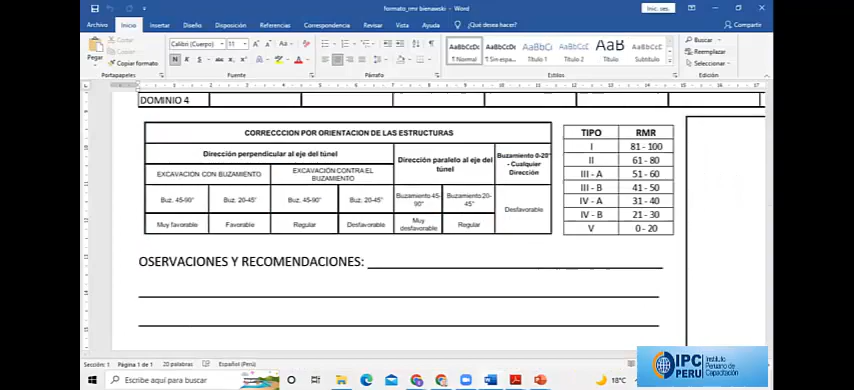 formato_rmr bienawski - Word
Inic. ses.
Archivo Inicio Insertar Diseño Disposición Referencias Correspondencia Revisar Vista Ayuda ¿Qué desea hacer? Compartir
Pegar
Cortar
Copiar
Copiar formato
Calibri (Cuerpo) 11
AaBbCcDc AaBbCcDc AaBbCc AaBbCcC AaB AaBbCcC
¶ Normal ¶ Sin espa... Título 1 Título 2 Título Subtítulo
Buscar
Reemplazar
Seleccionar
Portapapeles Fuente Párrafo Estilos Edición
DOMINIO 4
CORRECCCION POR ORIENTACION DE LAS ESTRUCTURAS
Dirección perpendicular al eje del túnel
Dirección paralelo al eje del túnel
Buzamiento 0-20° - Cualquier Dirección
EXCAVACION CON BUZAMIENTO
EXCAVACIÓN CONTRA EL BUZAMIENTO
Buz. 45-90° Buz. 20-45° Buz. 45-90° Buz. 20-45° Buzamiento 45-90° Buzamiento 20-45°
Desfavorable
Muy favorable Favorable Regular Desfavorable Muy desfavorable Regular
TIPO RMR
I 81 - 100
II 61 - 80
III - A 51 - 60
III - B 41 - 50
IV - A 31 - 40
IV - B 21 - 30
V 0 - 20
OSERVACIONES Y RECOMENDACIONES:
Sección: 1 Página 1 de 1 20 palabras Español (Perú)
Escribe aquí para buscar
18°C
IPC PERU
Instituto
Peruano de
Capacitación